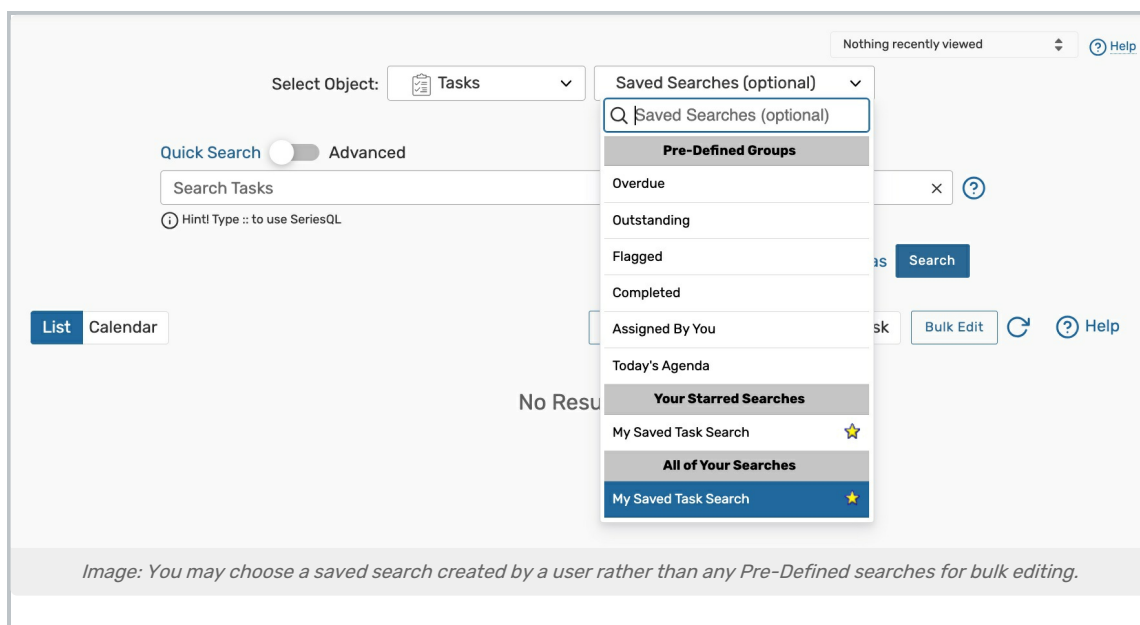 Nothing recently viewed
Help
Select Object:
Tasks
Saved Searches (optional)
Saved Searches (optional)
Pre-Defined Groups
Quick Search
Advanced
Overdue
Search Tasks
Hint! Type :: to use SeriesQL
Outstanding
Flagged
as
Search
Completed
List
Calendar
Assigned By You
sk
Bulk Edit
Help
Today's Agenda
No Resu
Your Starred Searches
My Saved Task Search
All of Your Searches
My Saved Task Search
Image: You may choose a saved search created by a user rather than any Pre-Defined searches for bulk editing.